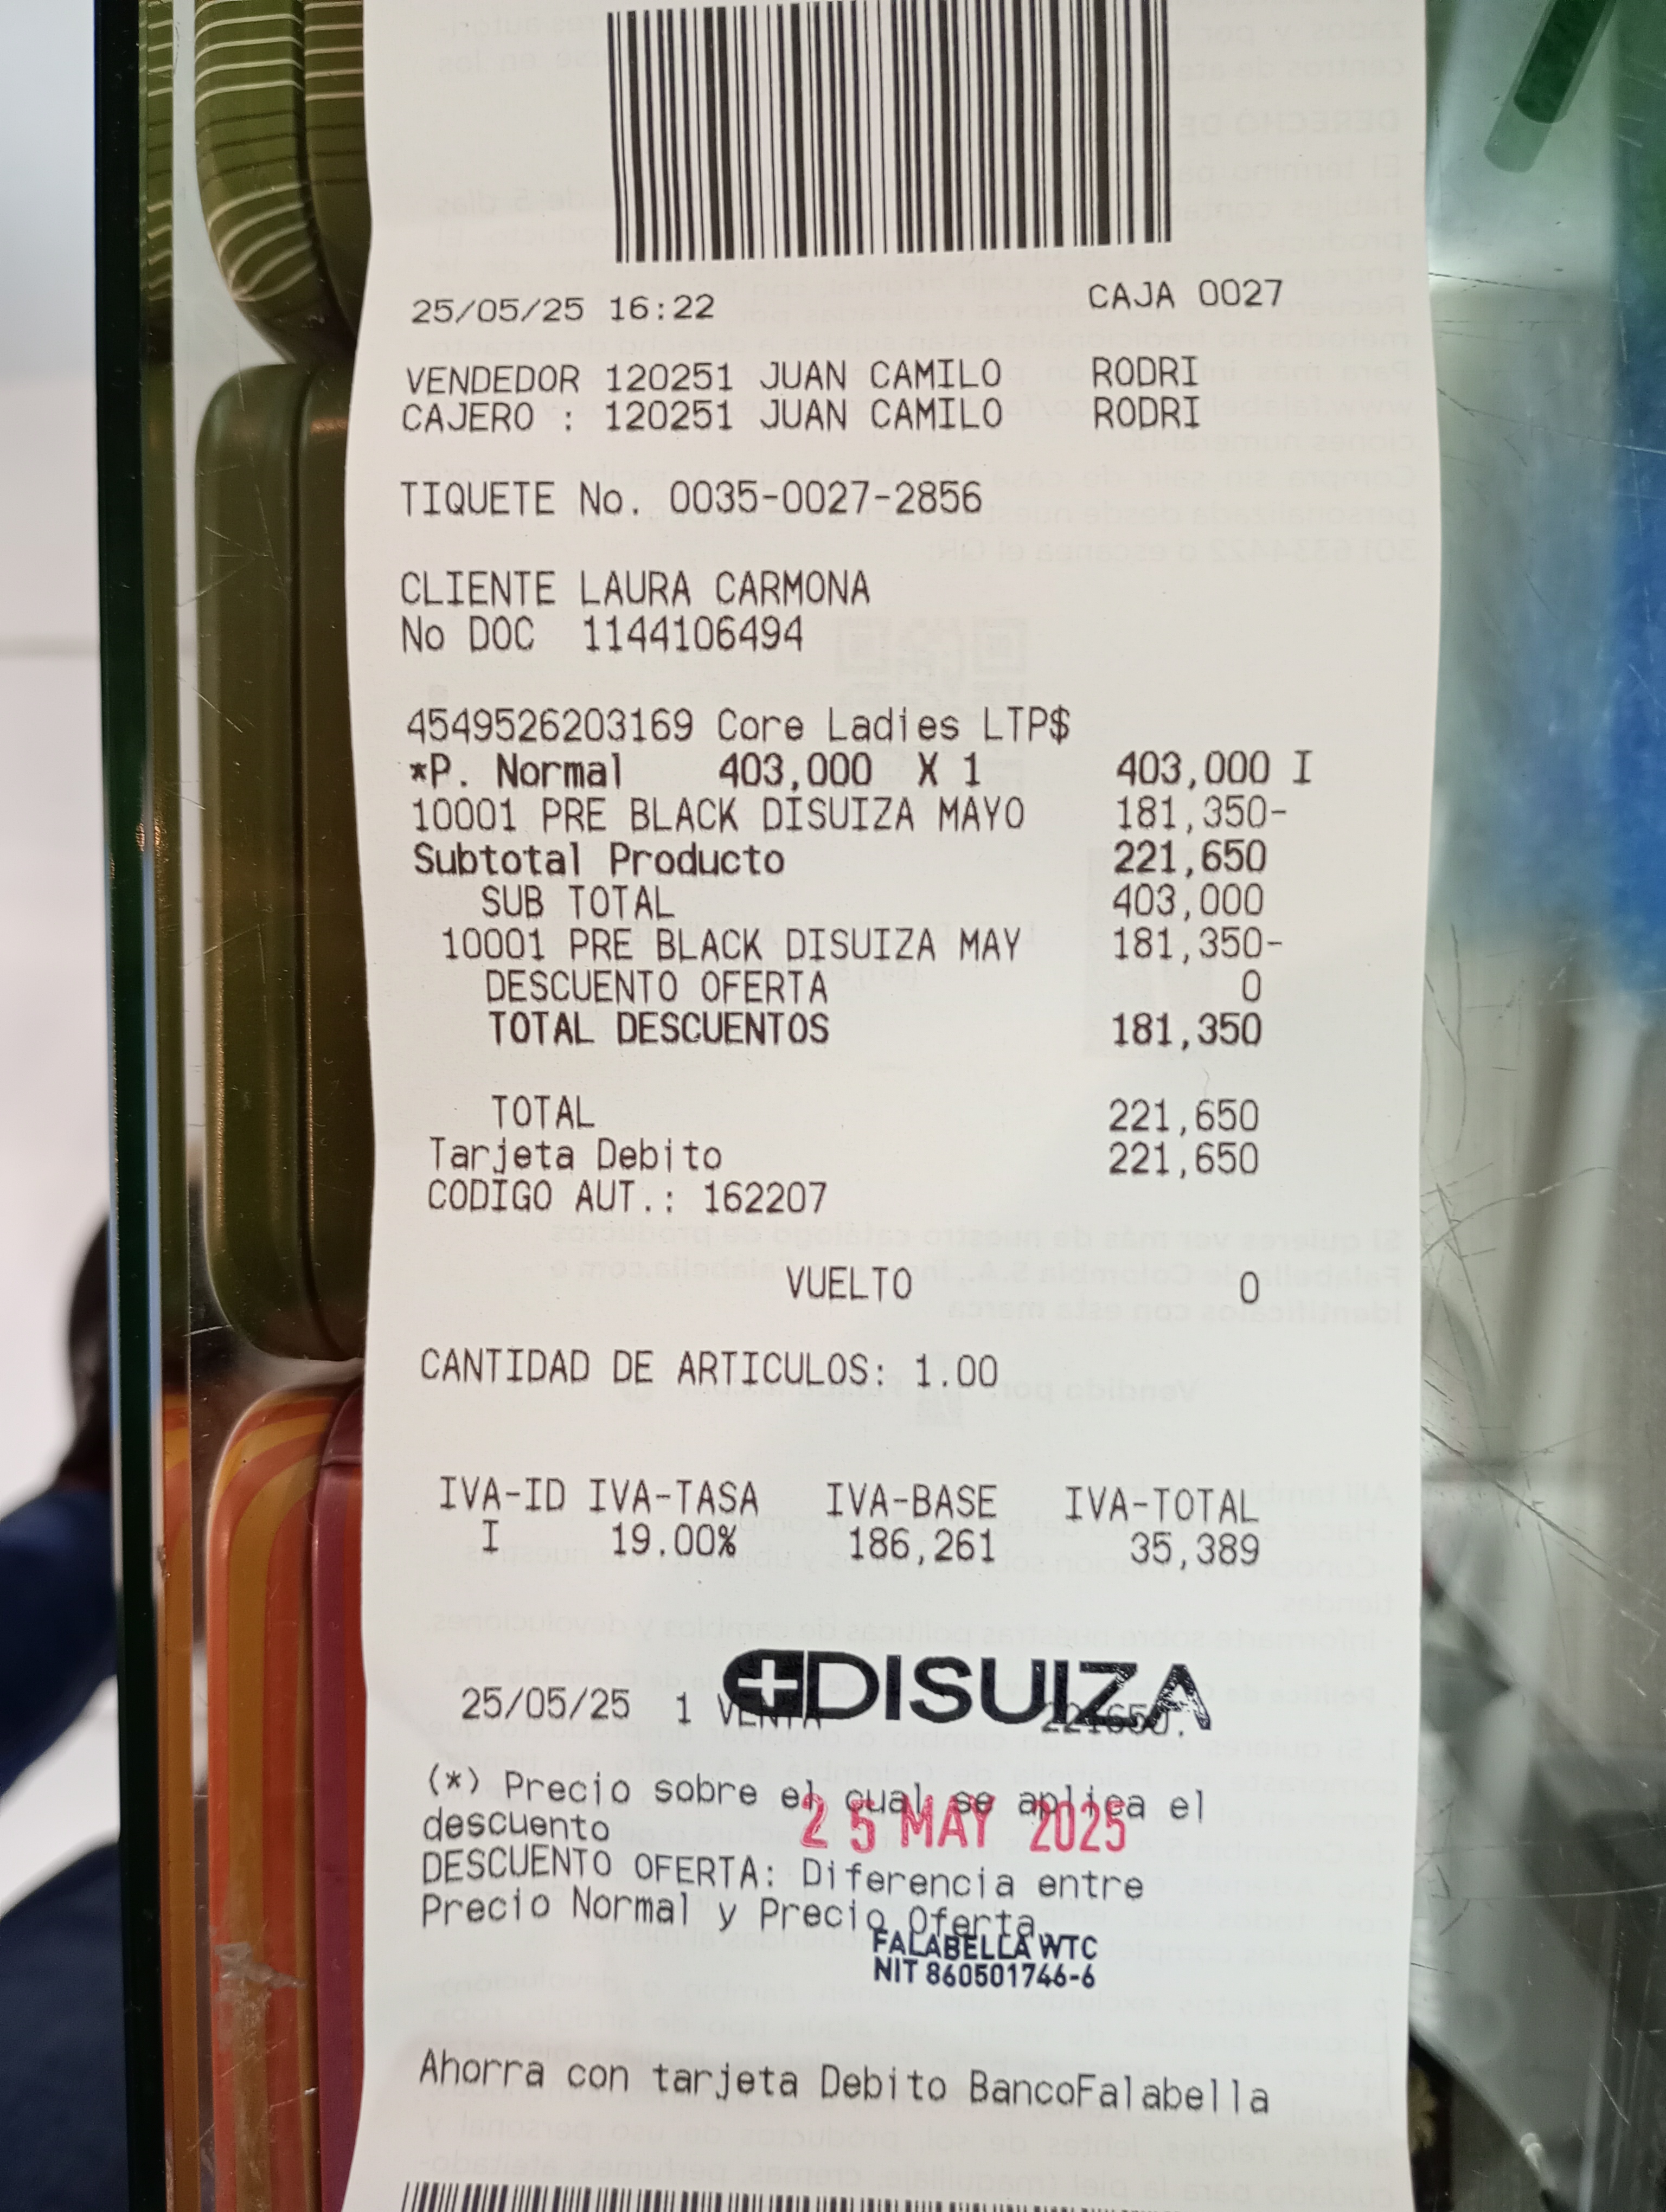 25/05/25 16:22 CAJA 0027
VENDEDOR 120251 JUAN CAMILO RODRI
CAJERO : 120251 JUAN CAMILO RODRI
TIQUETE No. 0035-0027-2856
CLIENTE LAURA CARMONA
No DOC 1144106494
4549526203169 Core Ladies LTP$
*P. Normal 403,000 X 1 403,000 I
10001 PRE BLACK DISUIZA MAYO 181,350-
Subtotal Producto 221,650
SUB TOTAL 403,000
10001 PRE BLACK DISUIZA MAY 181,350-
DESCUENTO OFERTA 0
TOTAL DESCUENTOS 181,350
TOTAL 221,650
Tarjeta Debito 221,650
CODIGO AUT.: 162207
VUELTO 0
CANTIDAD DE ARTICULOS: 1.00
IVA-ID IVA-TASA IVA-BASE IVA-TOTAL
I 19.00% 186,261 35,389
DISUIZA
25/05/25 1 VENTA 221650.
(*) Precio sobre el cual se aplica el
descuento
25 MAY 2025
DESCUENTO OFERTA: Diferencia entre
Precio Normal y Precio Oferta.
FALABELLA WTC
NIT 860501746-6
Ahorra con tarjeta Debito BancoFalabella